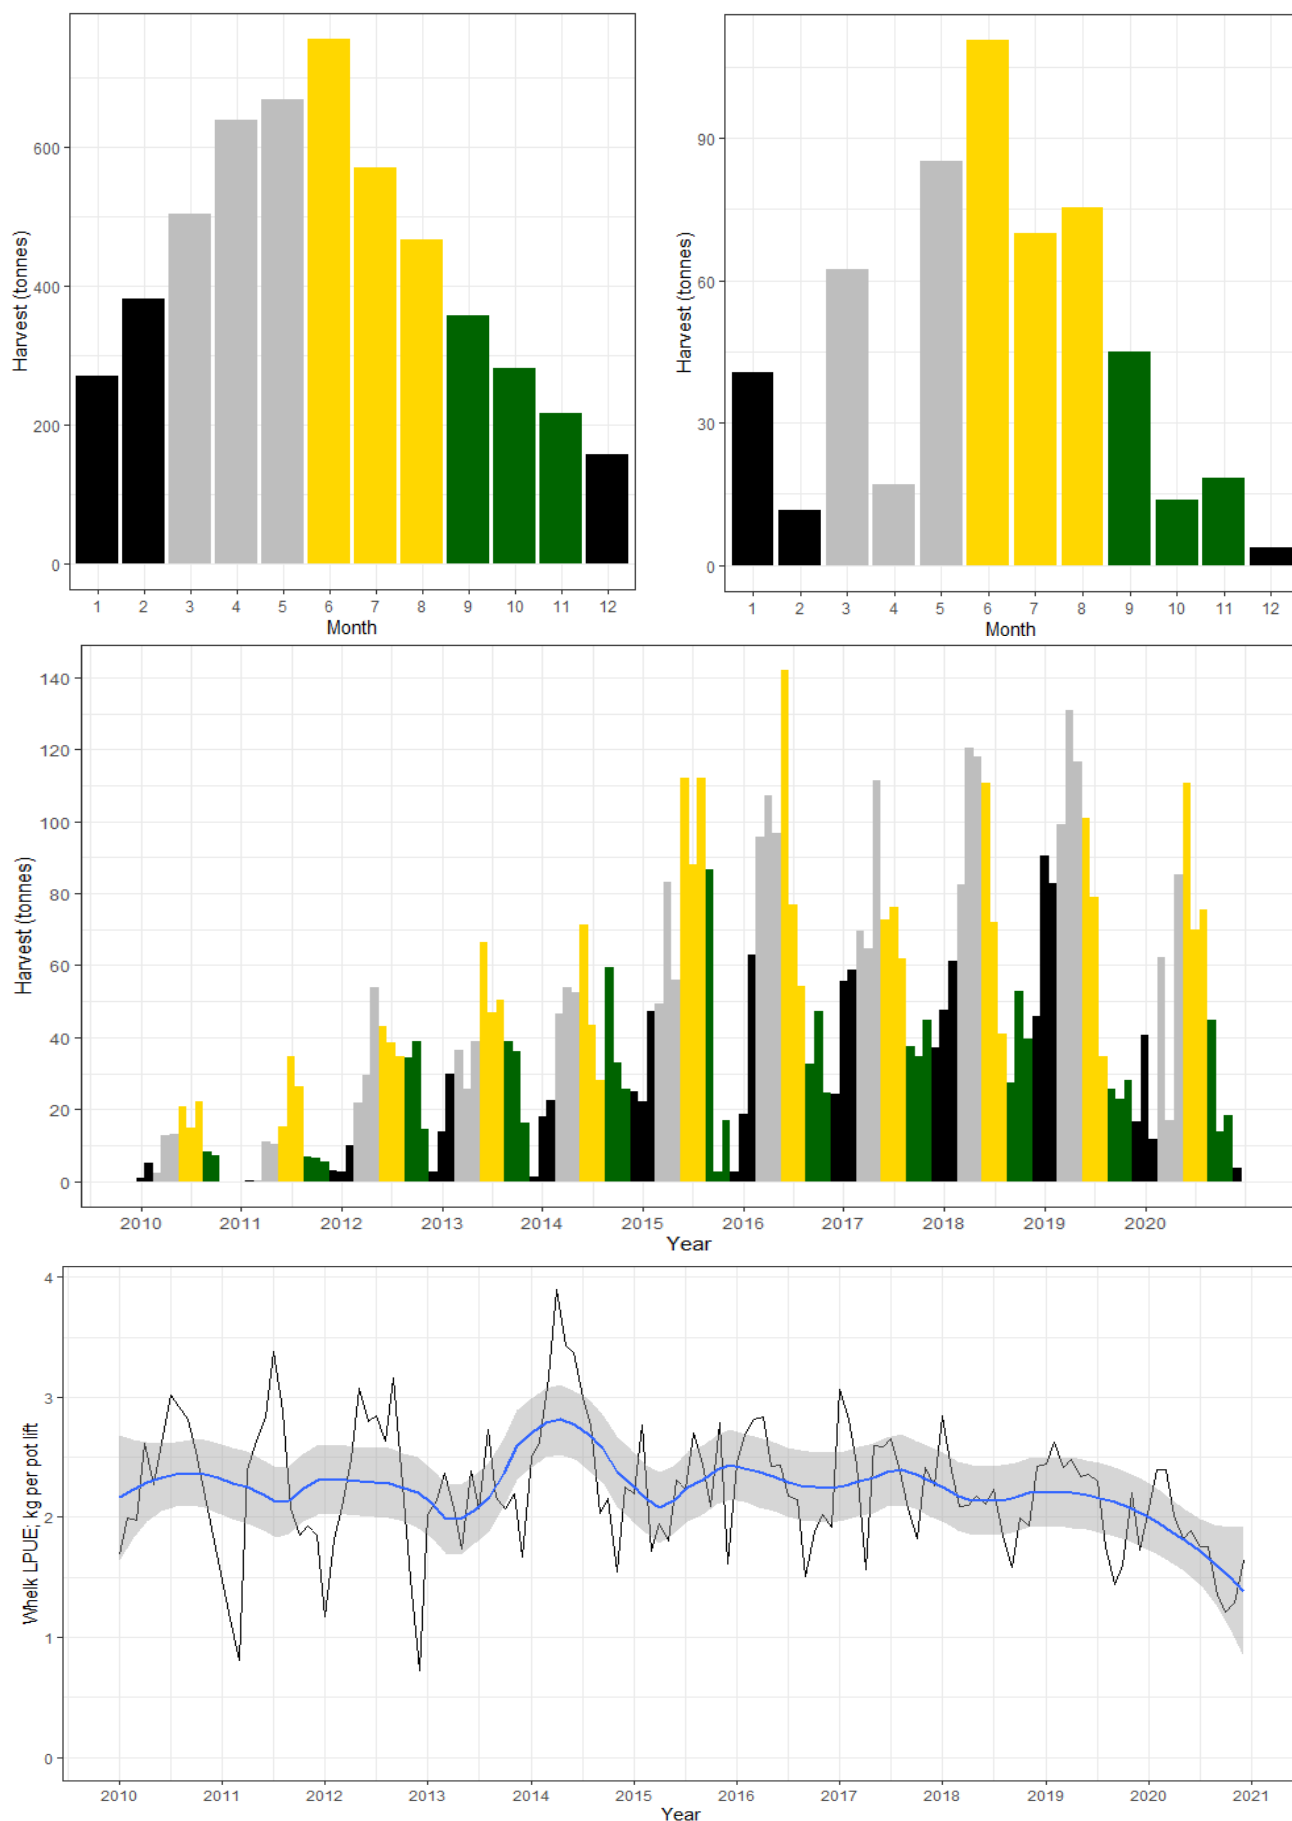 Harvest (tonnes)
600
400
200
0
1 2 3 4 5 6 7 8 9 10 11 12
Month
Harvest (tonnes)
90
60
30
0
1 2 3 4 5 6 7 8 9 10 11 12
Month
Harvest (tonnes)
140
120
100
80
60
40
20
0
2010 2011 2012 2013 2014 2015 2016 2017 2018 2019 2020
Year
Whelk LPUE; kg per pot lift
4
3
2
1
0
2010 2011 2012 2013 2014 2015 2016 2017 2018 2019 2020 2021
Year